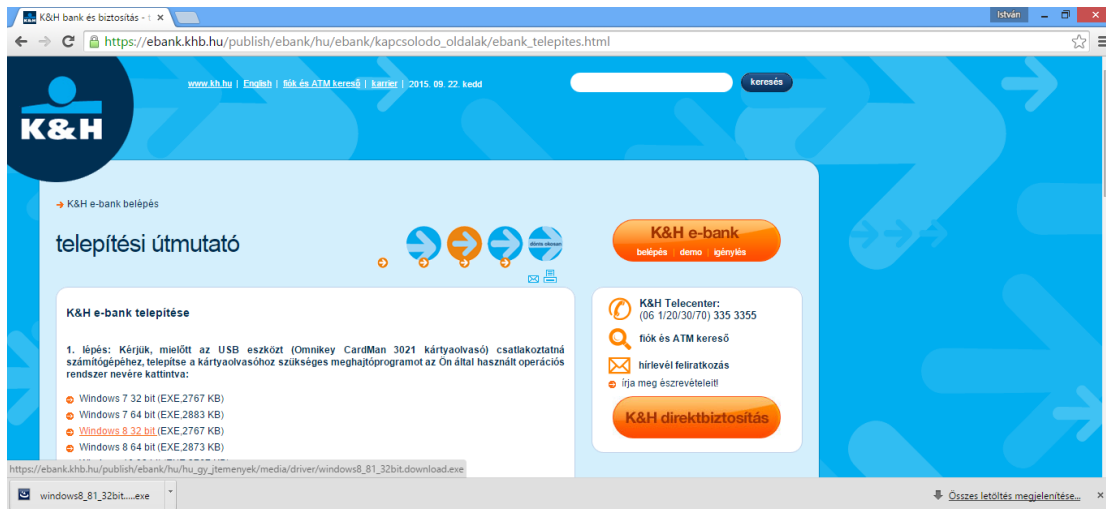 K&H bank és biztosítás - t
István
https://ebank.khb.hu/publish/ebank/hu/ebank/kapcsolodo_oldalak/ebank_telepites.html
www.kh.hu | English | fiók és ATM kereső | karrier | 2015. 09. 22. kedd
keresés
K&H
K&H e-bank belépés
telepítési útmutató
döntsön okosan
K&H e-bank
belépés | demo | igénylés
K&H e-bank telepítése
1. lépés: Kérjük, mielőtt az USB eszközt (Omnikey CardMan 3021 kártyaolvasó) csatlakoztatná
számítógépéhez, telepítse a kártyaolvasóhoz szükséges meghajtóprogramot az Ön által használt operációs
rendszer nevére kattintva:
Windows 7 32 bit (EXE,2767 KB)
Windows 7 64 bit (EXE,2883 KB)
Windows 8 32 bit (EXE,2767 KB)
Windows 8 64 bit (EXE,2873 KB)
K&H Telecenter:
(06 1/20/30/70) 335 3355
fiók és ATM kereső
hírlevél feliratkozás
írja meg észrevételeit!
K&H direktbiztosítás
https://ebank.khb.hu/publish/ebank/hu/hu_gy_jtemenyek/media/driver/windows8_81_32bit.download.exe
windows8_81_32bit.....exe
Összes letöltés megjelenítése...